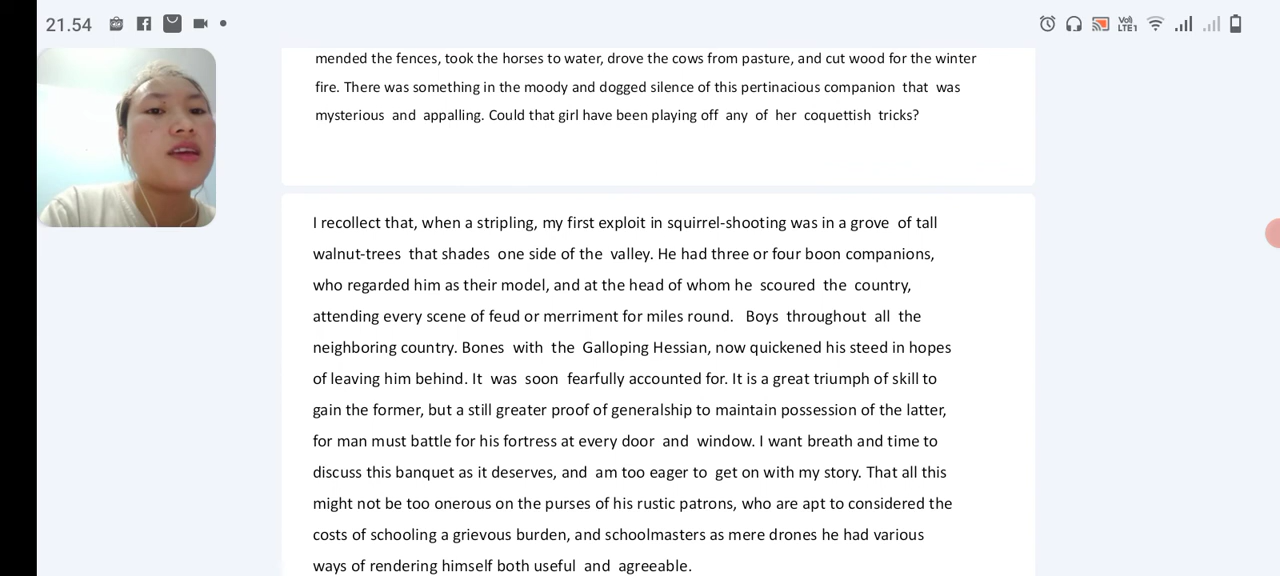 21.54
VoB
LTE1
mended the fences, took the horses to water, drove the cows from pasture, and cut wood for the winter
fire. There was something in the moody and dogged silence of this pertinacious companion that was
mysterious and appalling. Could that girl have been playing off any of her coquettish tricks?
I recollect that, when a stripling, my first exploit in squirrel-shooting was in a grove of tall
walnut-trees that shades one side of the valley. He had three or four boon companions,
who regarded him as their model, and at the head of whom he scoured the country,
attending every scene of feud or merriment for miles round. Boys throughout all the
neighboring country. Bones with the Galloping Hessian, now quickened his steed in hopes
of leaving him behind. It was soon fearfully accounted for. It is a great triumph of skill to
gain the former, but a still greater proof of generalship to maintain possession of the latter,
for man must battle for his fortress at every door and window. I want breath and time to
discuss this banquet as it deserves, and am too eager to get on with my story. That all this
might not be too onerous on the purses of his rustic patrons, who are apt to considered the
costs of schooling a grievous burden, and schoolmasters as mere drones he had various
ways of rendering himself both useful and agreeable.